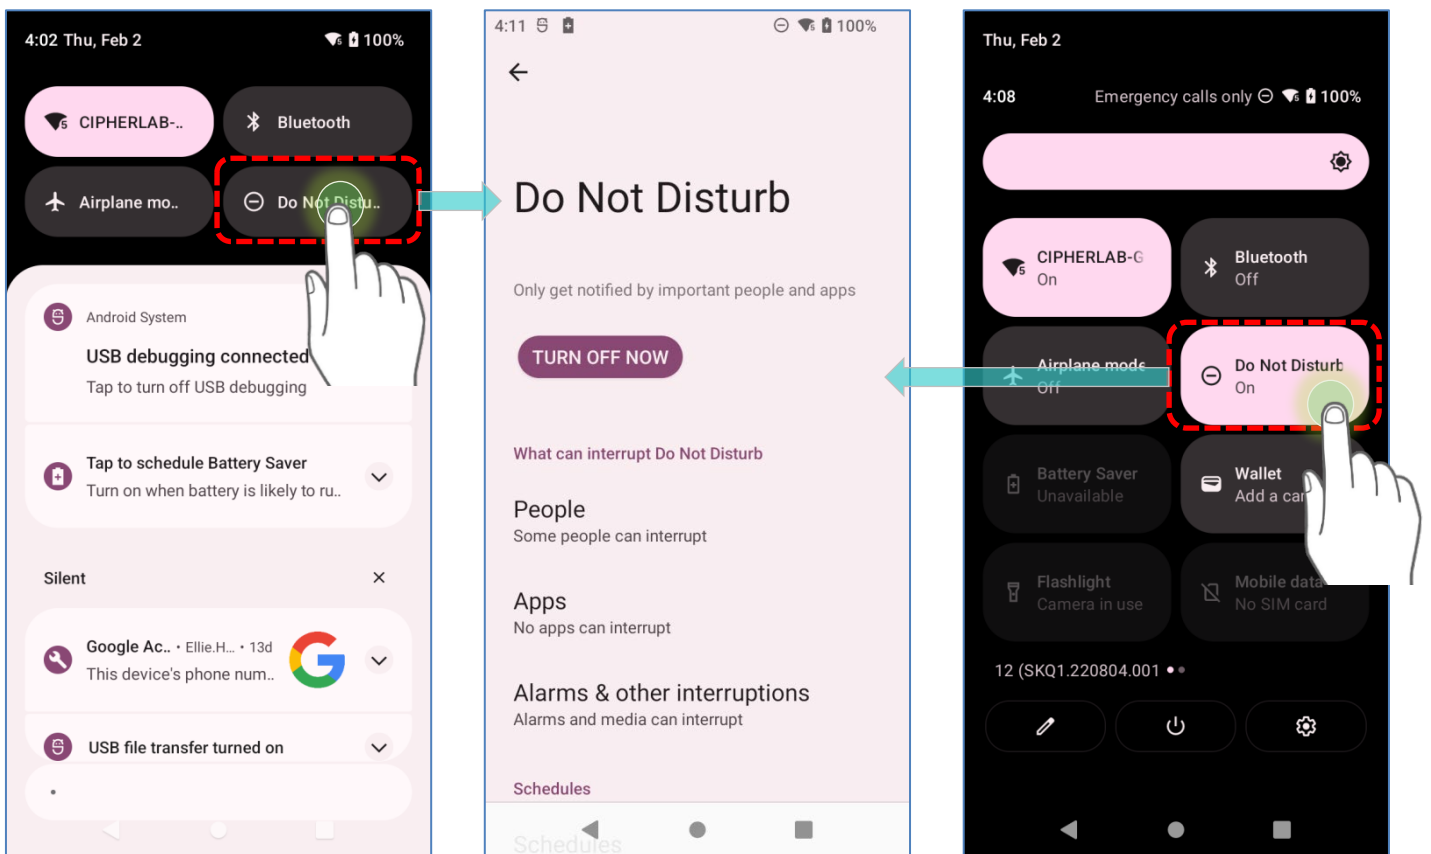 4:02 Thu, Feb 2
100%
CIPHERLAB-..
Bluetooth
Airplane mo..
Do Not Distu..
Android System
USB debugging connected
Tap to turn off USB debugging
Tap to schedule Battery Saver
Turn on when battery is likely to ru..
Silent
Google Ac.. • Ellie.H... • 13d
This device's phone num..
USB file transfer turned on
4:11
100%
Do Not Disturb
Only get notified by important people and apps
TURN OFF NOW
What can interrupt Do Not Disturb
People
Some people can interrupt
Apps
No apps can interrupt
Alarms & other interruptions
Alarms and media can interrupt
Schedules
Schedules
Thu, Feb 2
4:08
Emergency calls only
100%
CIPHERLAB-G
On
Bluetooth
Off
Airplane mode
Off
Do Not Disturb
On
Battery Saver
Unavailable
Wallet
Add a car
Flashlight
Camera in use
Mobile data
No SIM card
12 (SKQ1.220804.001